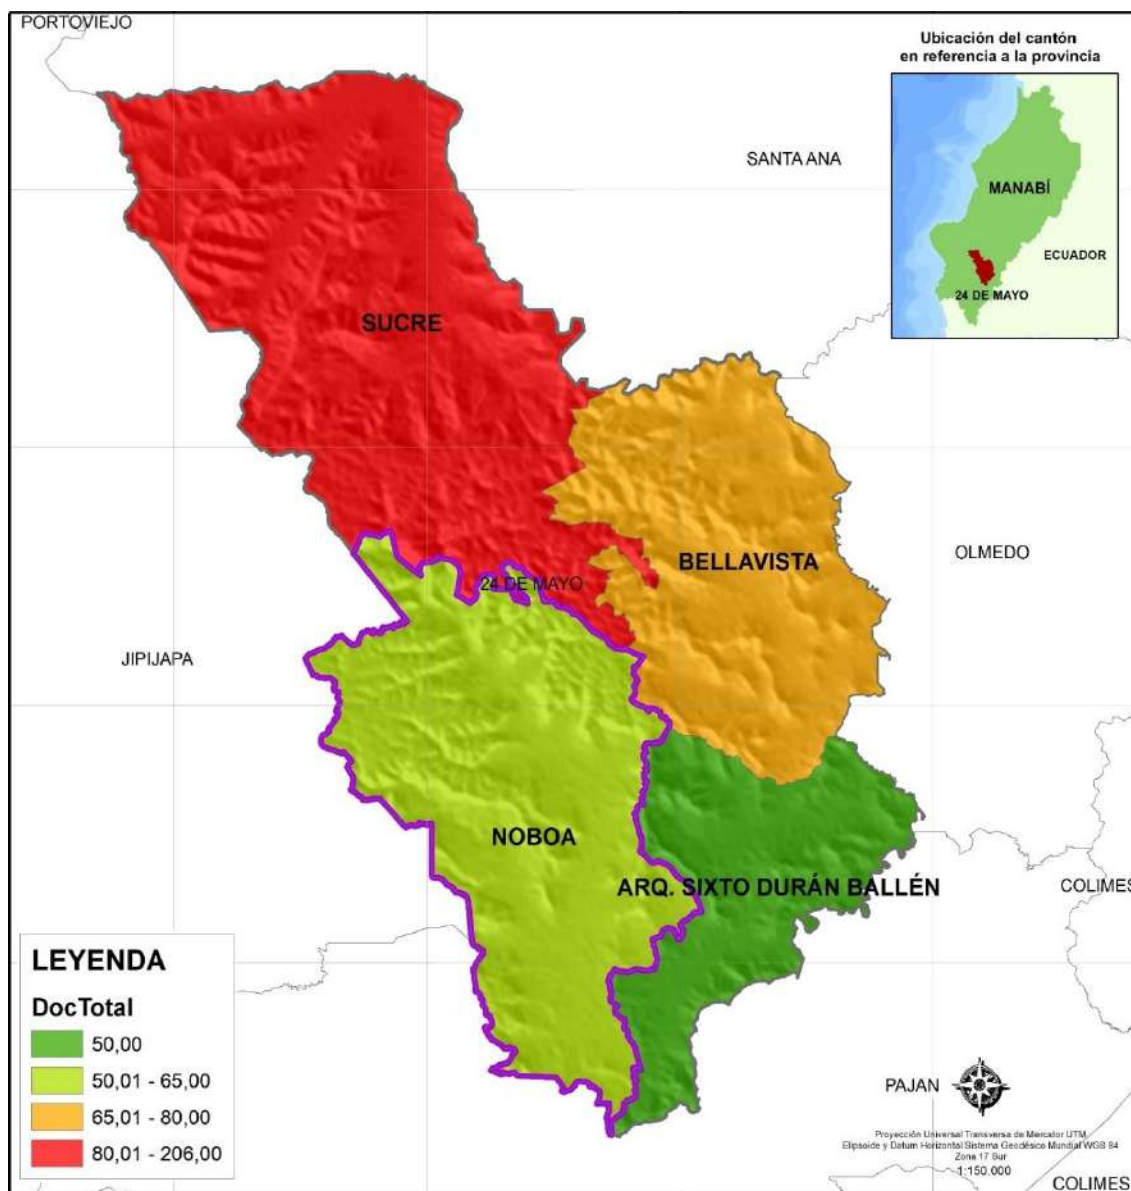 PORTOVIEJO
Ubicación del cantón
en referencia a la provincia
SANTA ANA
MANABÍ
ECUADOR
24 DE MAYO
SUCRE
BELLAVISTA
OLMEDO
24 DE MAYO
JIPIJAPA
NOBOA
ARQ. SIXTO DURÁN BALLÉN
COLIMES
LEYENDA
DocTotal
50,00
50,01 - 65,00
65,01 - 80,00
80,01 - 206,00
PAJAN
Proyección Universal Transversa de Mercador UTM
Elipsoide y Datum Horizontal Sistema Geodésico Mundial WGS 84
Zona 17 Sur
1:150.000
COLIMES